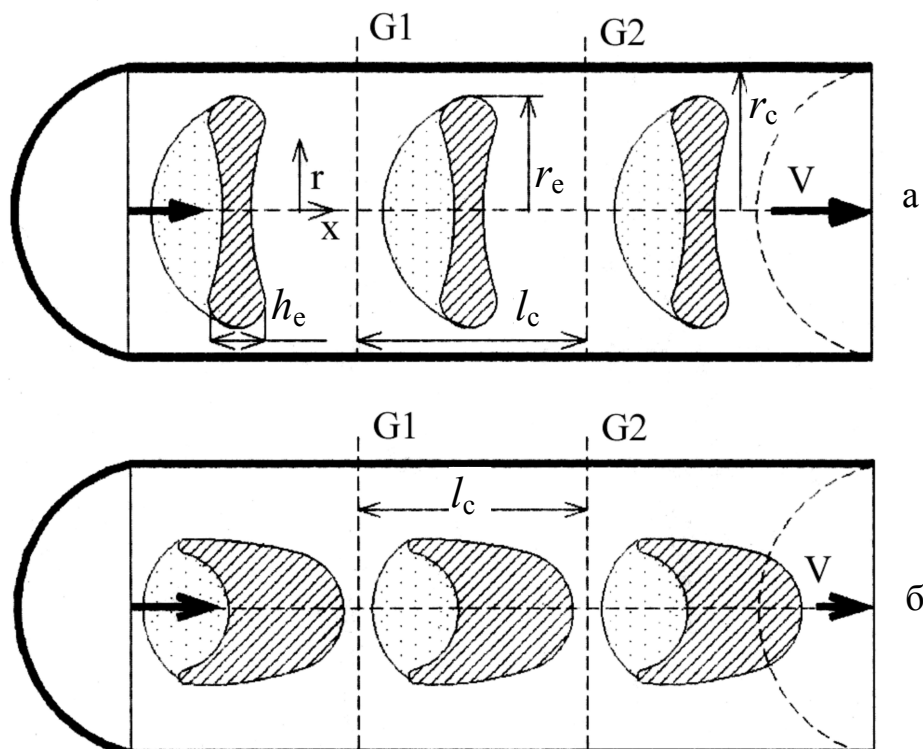 G1 G2
r_c
r r_e V
x а
h_e l_c
G1 G2
l_c
V
б